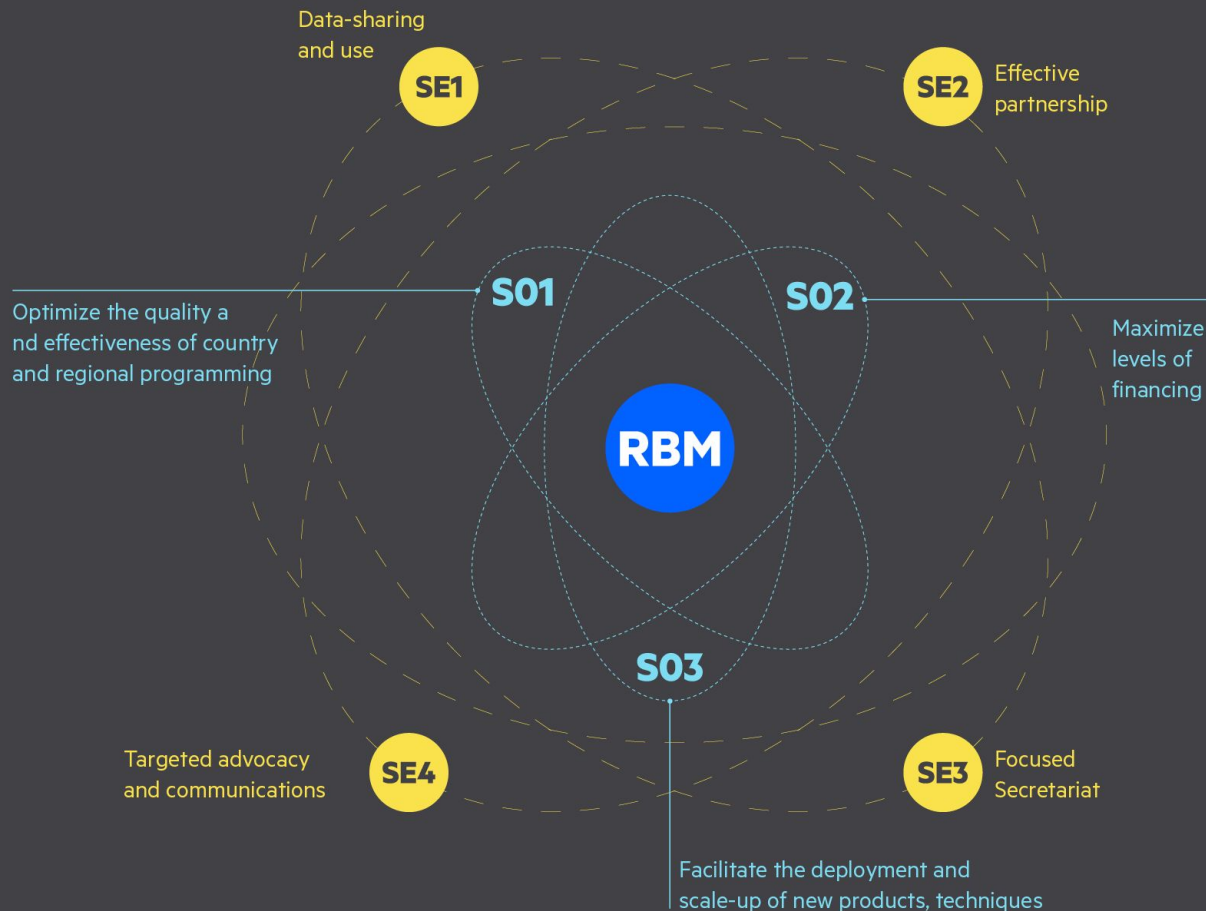 Data-sharing
and use
SE1
SE2
Effective
partnership
SO1
SO2
Optimize the quality a
nd effectiveness of country
and regional programming
Maximize
levels of
financing
RBM
SO3
Targeted advocacy
and communications
SE4
SE3
Focused
Secretariat
Facilitate the deployment and
scale-up of new products, techniques